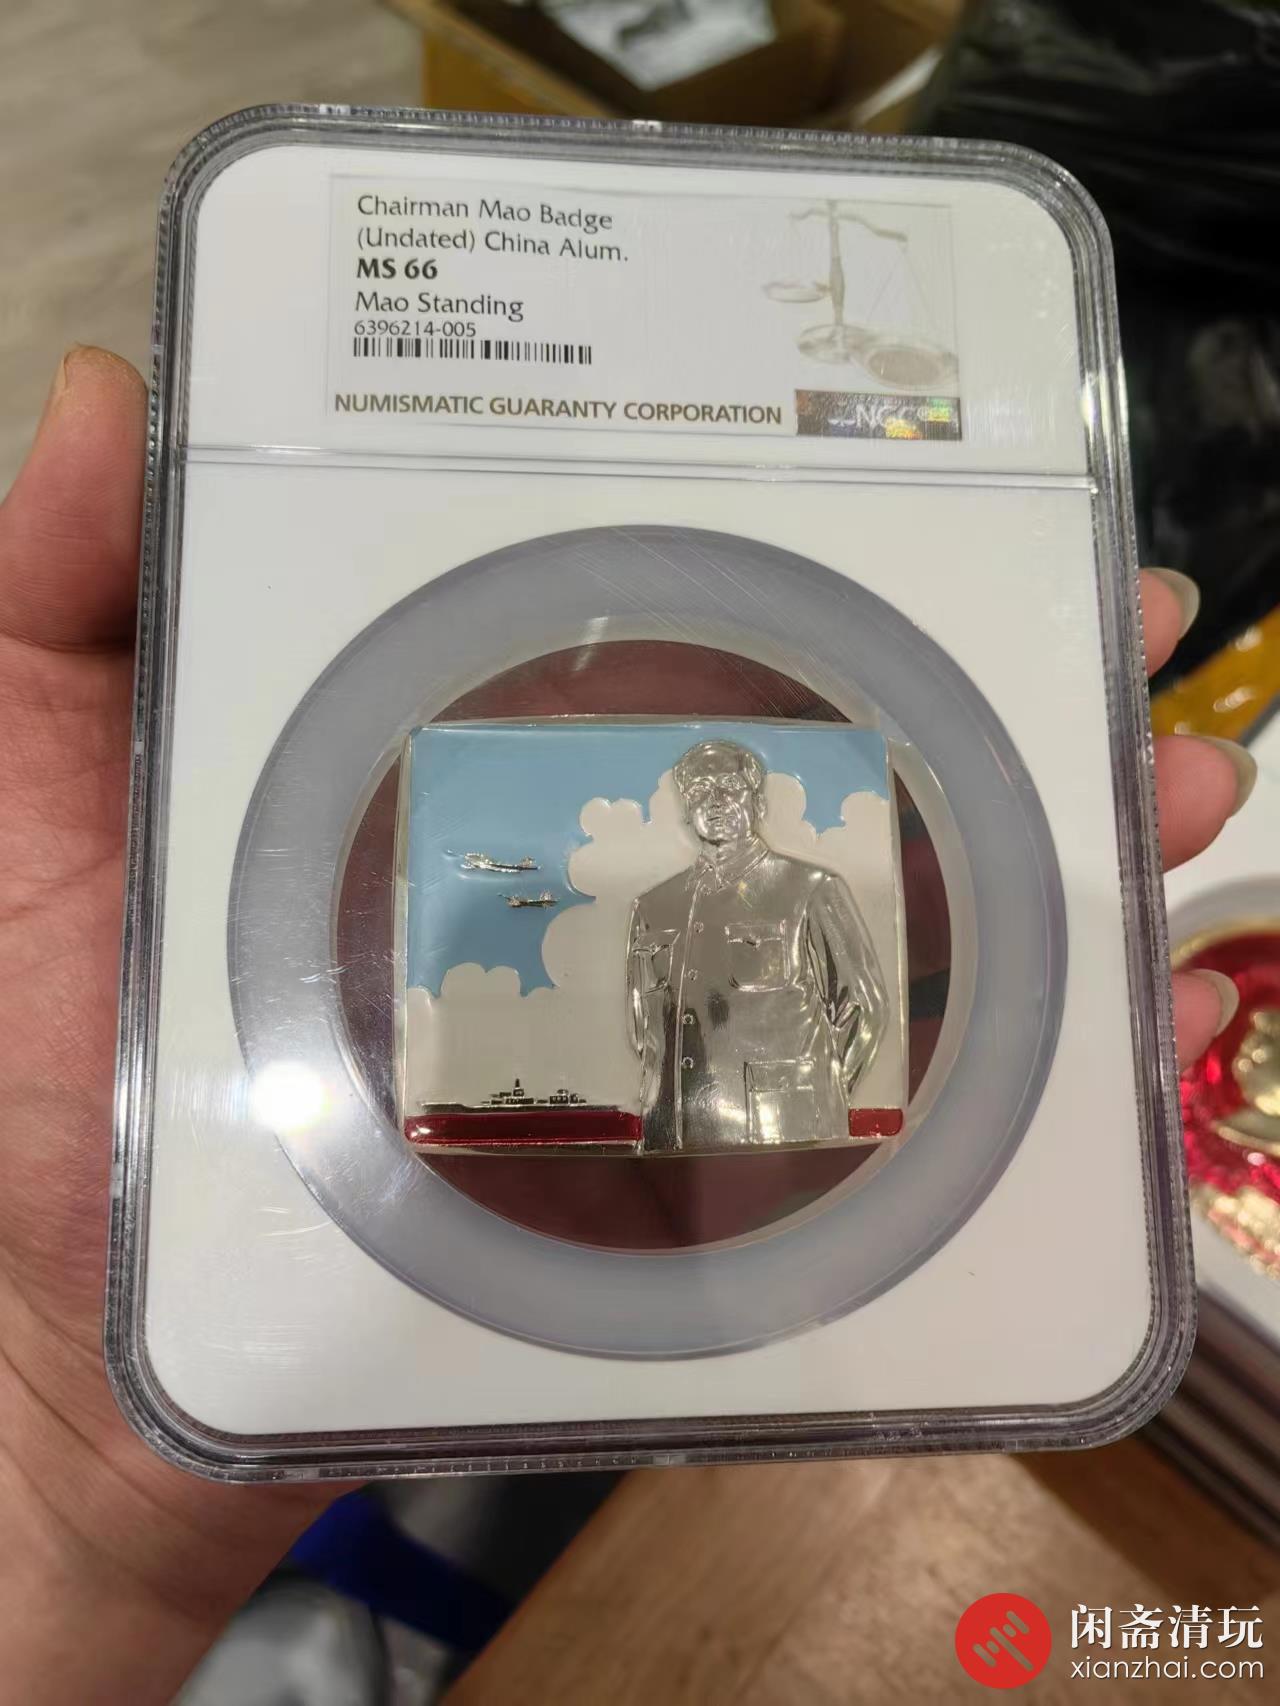 Chairman Mao Badge
(Undated) China Alum.
MS 66
Mao Standing
6396214-005
NUMISMATIC GUARANTY CORPORATION
NGC
闲斋清玩
xianzhai.com